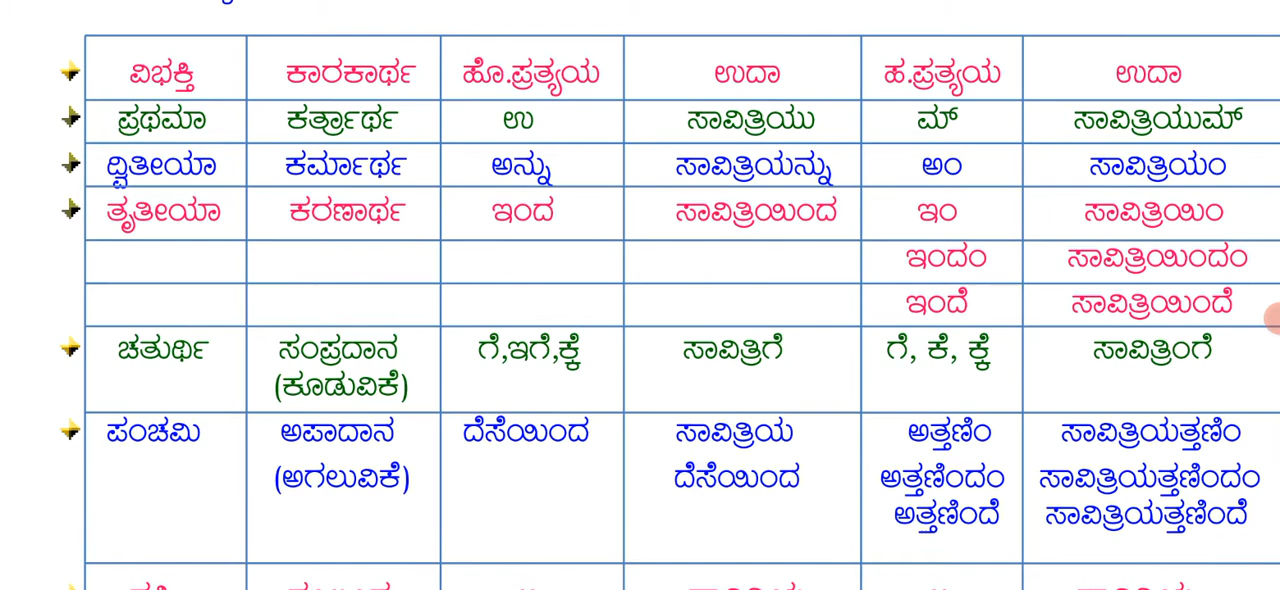 ವಿಭಕ್ತಿ ಕಾರಕಾರ್ಥ ಹೊ.ಪ್ರತ್ಯಯ ಉದಾ ಹ.ಪ್ರತ್ಯಯ ಉದಾ
ಪ್ರಥಮಾ ಕರ್ತ್ರಾರ್ಥ ಉ ಸಾವಿತ್ರಿಯು ಮ್ ಸಾವಿತ್ರಿಯುಮ್
ದ್ವಿತೀಯಾ ಕರ್ಮಾರ್ಥ ಅನ್ನು ಸಾವಿತ್ರಿಯನ್ನು ಅಂ ಸಾವಿತ್ರಿಯಂ
ತೃತೀಯಾ ಕರಣಾರ್ಥ ಇಂದ ಸಾವಿತ್ರಿಯಿಂದ ಇಂ ಸಾವಿತ್ರಿಯಿಂ
ಇಂದಂ ಸಾವಿತ್ರಿಯಿಂದಂ
ಇಂದೆ ಸಾವಿತ್ರಿಯಿಂದೆ
ಚತುರ್ಥಿ ಸಂಪ್ರದಾನ ಗೆ,ಇಗೆ,ಕ್ಕೆ ಸಾವಿತ್ರಿಗೆ ಗೆ, ಕೆ, ಕ್ಕೆ ಸಾವಿತ್ರಿಂಗೆ
(ಕೂಡುವಿಕೆ)
ಪಂಚಮಿ ಅಪಾದಾನ ದೆಸೆಯಿಂದ ಸಾವಿತ್ರಿಯ ಅತ್ತಣಿಂ ಸಾವಿತ್ರಿಯತ್ತಣಿಂ
(ಅಗಲುವಿಕೆ) ದೆಸೆಯಿಂದ ಅತ್ತಣಿಂದಂ ಸಾವಿತ್ರಿಯತ್ತಣಿಂದಂ
ಅತ್ತಣಿಂದೆ ಸಾವಿತ್ರಿಯತ್ತಣಿಂದೆ